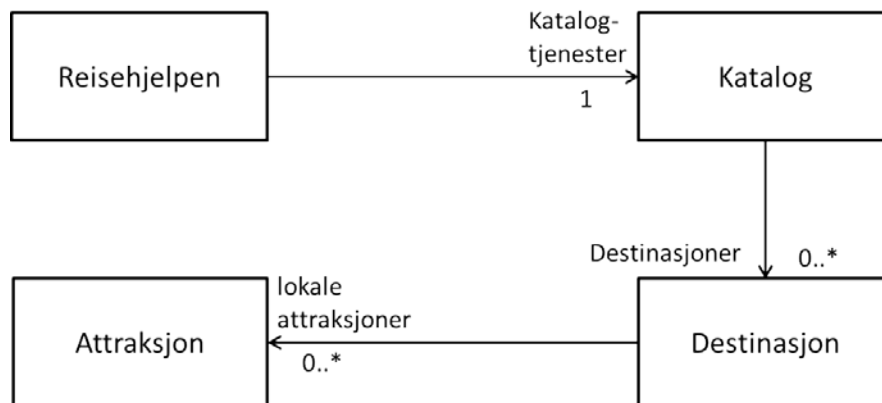 Reisehjelpen
Katalog-
tjenester
1
Katalog
Destinasjoner
0..*
Attraksjon
lokale
attraksjoner
0..*
Destinasjon